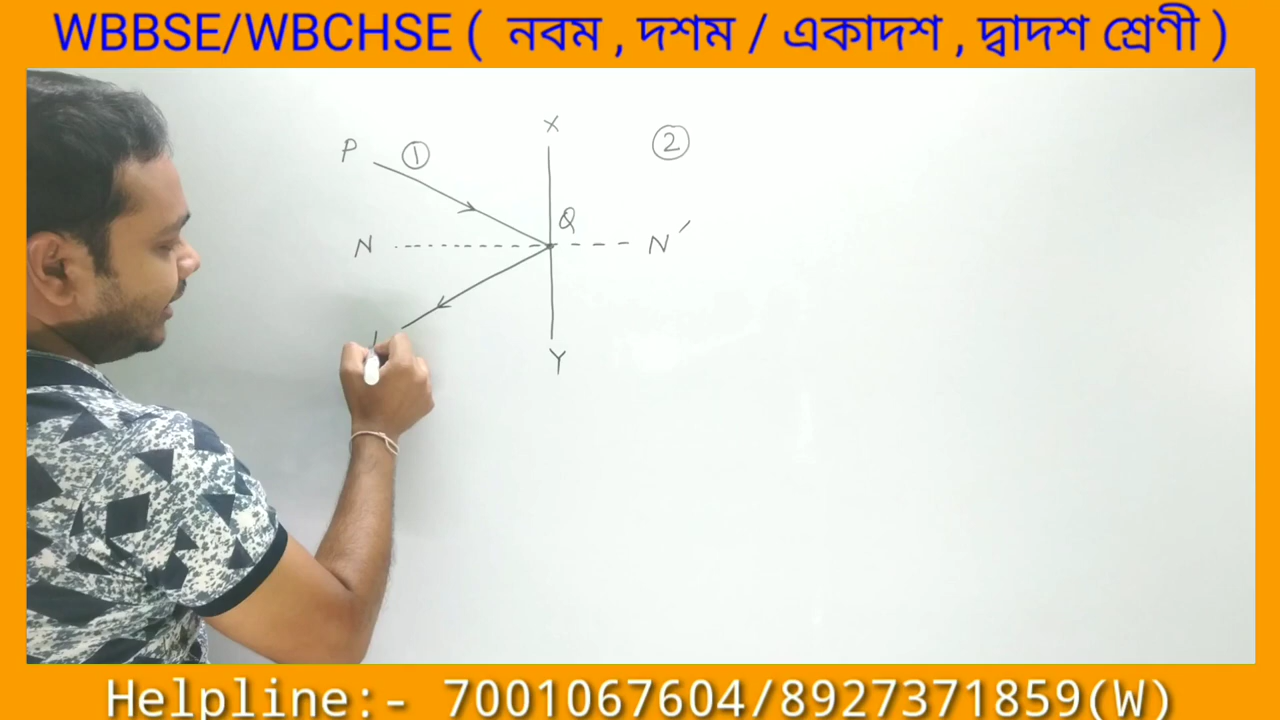 WBBSE/WBCHSE ( নবম , দশম / একাদশ , দ্বাদশ শ্রেণী )
X
P ① ②
Q
N N′
Y
Helpline:- 7001067604/8927371859(W)